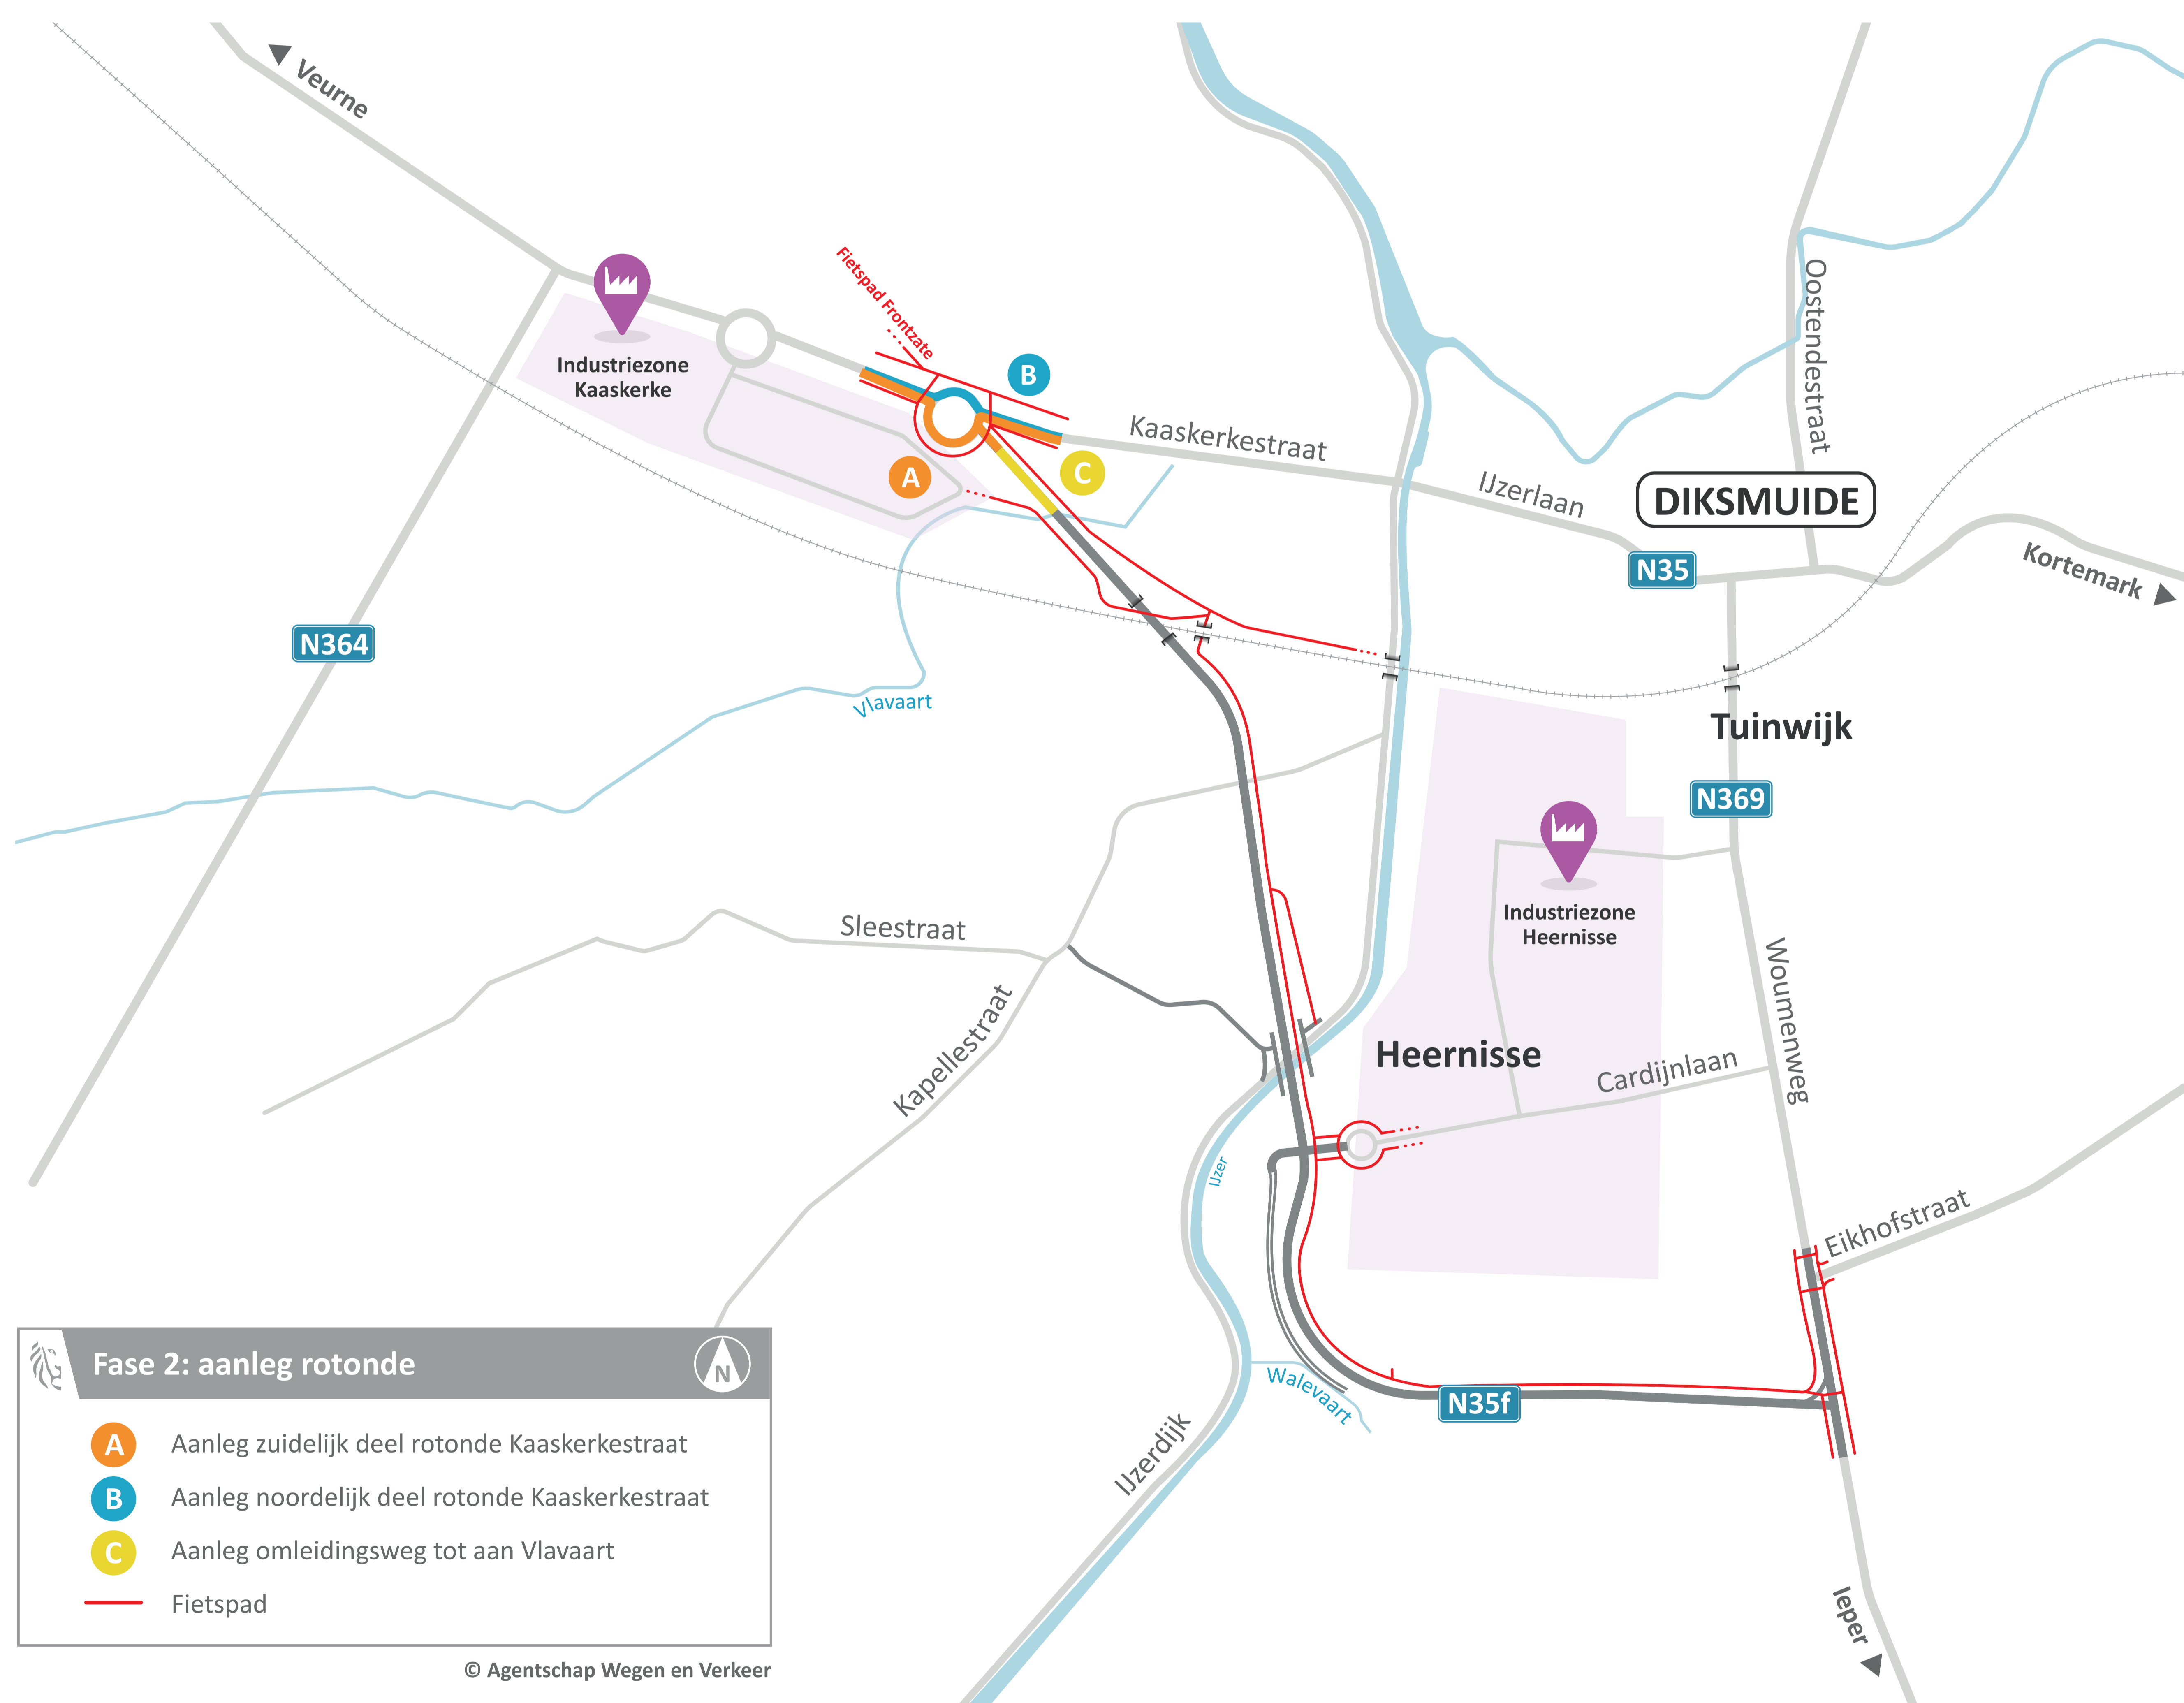 Veurne
Fietspad Frontzate
Industriezone
Kaaskerke
B
Kaaskerkestraat
A
C
IJzerlaan
Oostendestraat
DIKSMUIDE
N35
Kortemark
N364
Vlavaart
Tuinwijk
N369
Industriezone
Heernisse
Sleestraat
Kapellestraat
Woumenweg
Heernisse
Cardijnlaan
IJzer
Eikhofstraat
Walevaart
N35f
IJzerdijk
Ieper
Fase 2: aanleg rotonde
N
A Aanleg zuidelijk deel rotonde Kaaskerkestraat
B Aanleg noordelijk deel rotonde Kaaskerkestraat
C Aanleg omleidingsweg tot aan Vlavaart
Fietspad
© Agentschap Wegen en Verkeer